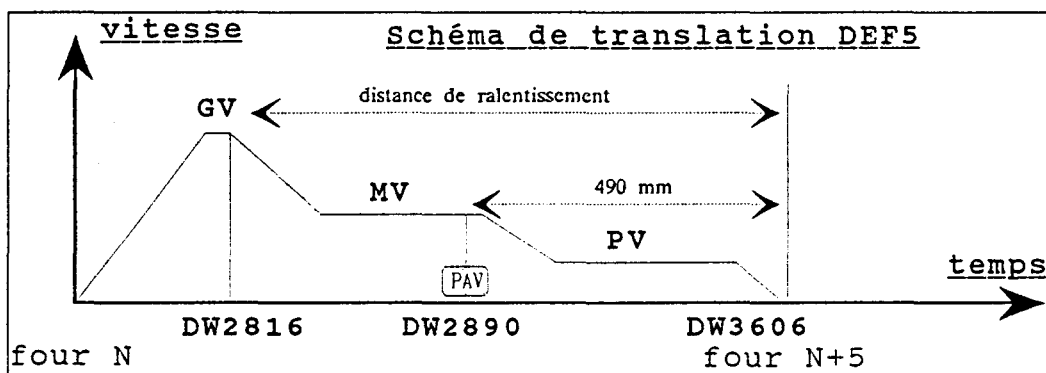 vitesse
Schéma de translation DEF5
distance de ralentissement
GV
490 mm
MV
PV
temps
PAV
DW2816
DW2890
DW3606
four N
four N+5